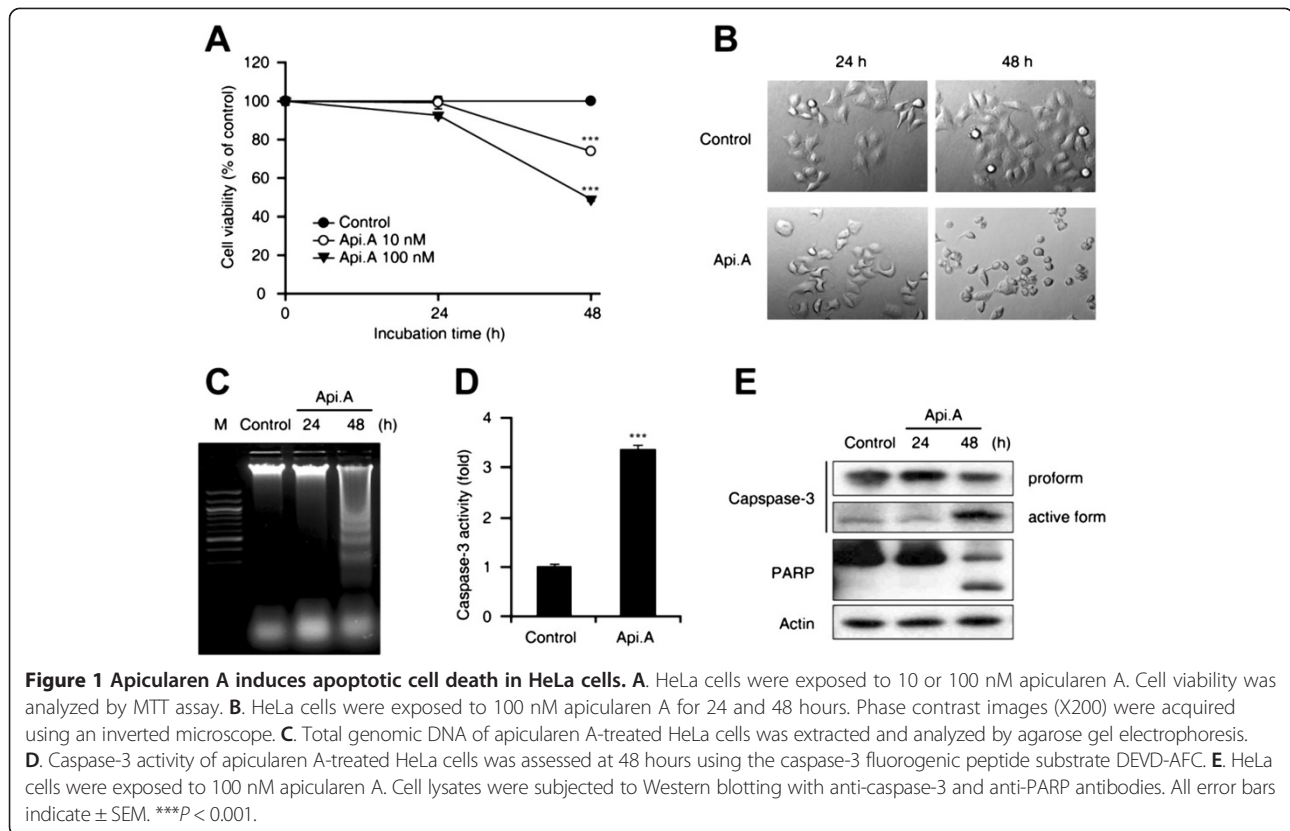 A
120
100
80
60
40
20
0
Cell viability (% of control)
Control
Api.A 10 nM
Api.A 100 nM
***
***
0 24 48
Incubation time (h)
B
24 h 48 h
Control
Api.A
C
Api.A
M Control 24 48 (h)
D
4
3
2
1
0
Caspase-3 activity (fold)
***
Control Api.A
E
Api.A
Control 24 48 (h)
Capspase-3
proform
active form
PARP
Actin
Figure 1 Apicularen A induces apoptotic cell death in HeLa cells. A. HeLa cells were exposed to 10 or 100 nM apicularen A. Cell viability was
analyzed by MTT assay. B. HeLa cells were exposed to 100 nM apicularen A for 24 and 48 hours. Phase contrast images (X200) were acquired
using an inverted microscope. C. Total genomic DNA of apicularen A-treated HeLa cells was extracted and analyzed by agarose gel electrophoresis.
D. Caspase-3 activity of apicularen A-treated HeLa cells was assessed at 48 hours using the caspase-3 fluorogenic peptide substrate DEVD-AFC. E. HeLa
cells were exposed to 100 nM apicularen A. Cell lysates were subjected to Western blotting with anti-caspase-3 and anti-PARP antibodies. All error bars
indicate ± SEM. ***P < 0.001.